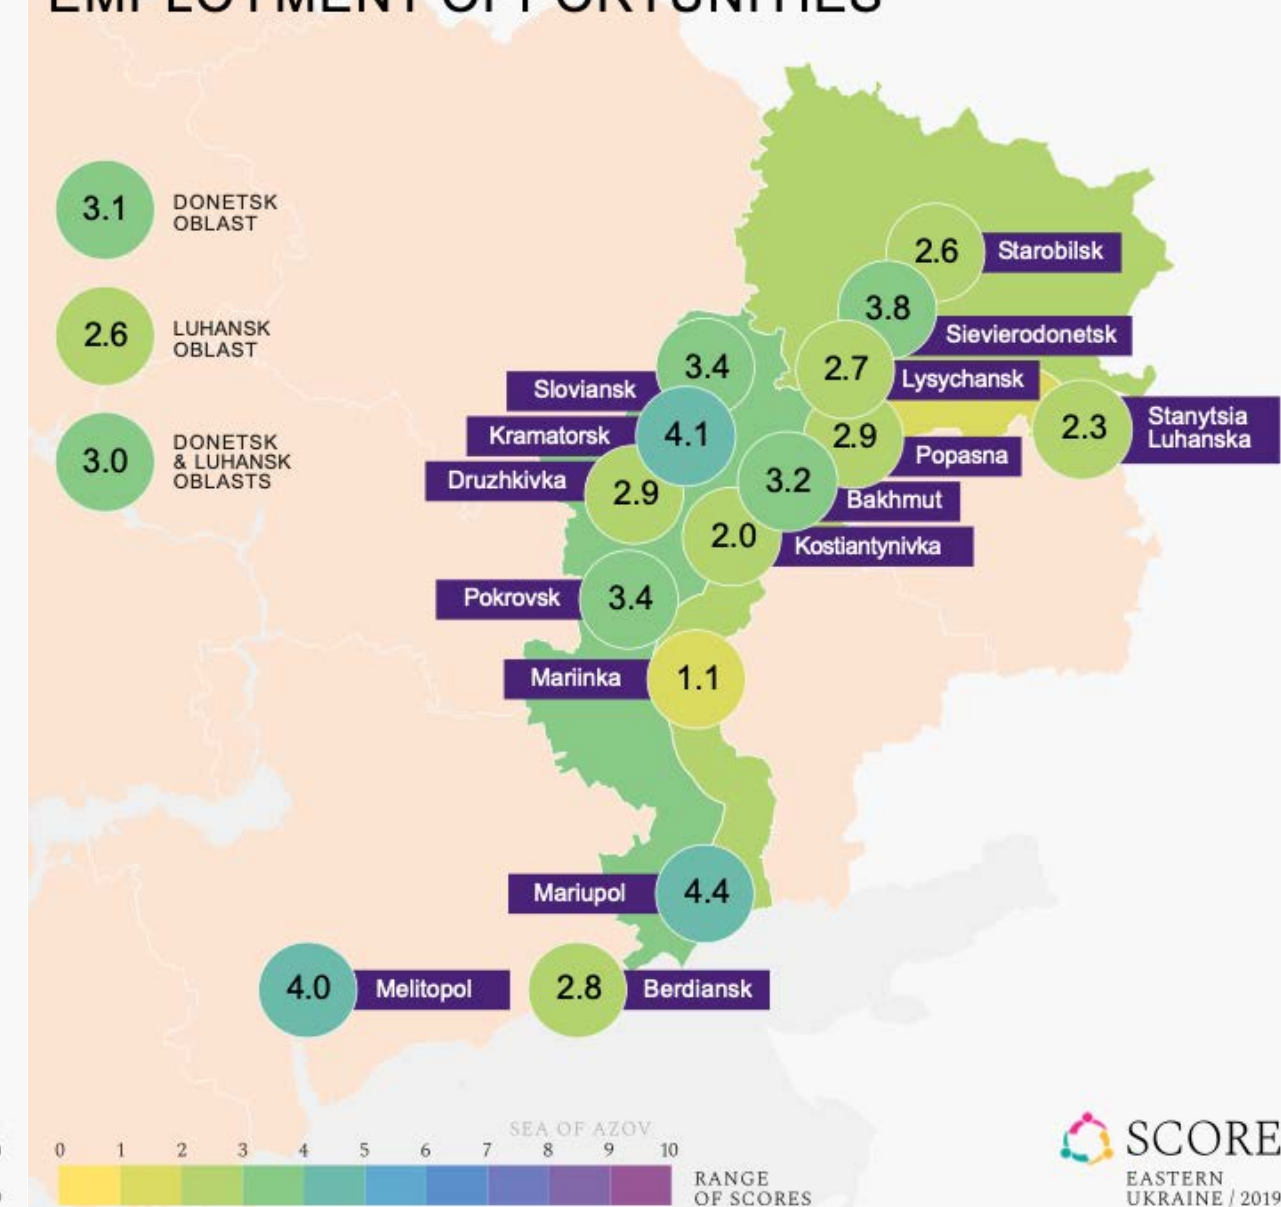 EMPLOYMENT OPPORTUNITIES
3.1
DONETSK
OBLAST
2.6
LUHANSK
OBLAST
3.0
DONETSK
& LUHANSK
OBLASTS
2.6
Starobilsk
3.8
Sievierodonetsk
3.4
Sloviansk
2.7
Lysychansk
2.3
Stanytsia
Luhanska
Kramatorsk
4.1
2.9
Popasna
Druzhkivka
2.9
3.2
Bakhmut
2.0
Kostiantynivka
Pokrovsk
3.4
Mariinka
1.1
Mariupol
4.4
4.0
Melitopol
2.8
Berdiansk
SEA OF AZOV
0 1 2 3 4 5 6 7 8 9 10
RANGE
OF SCORES
SCORE
EASTERN
UKRAINE / 2019